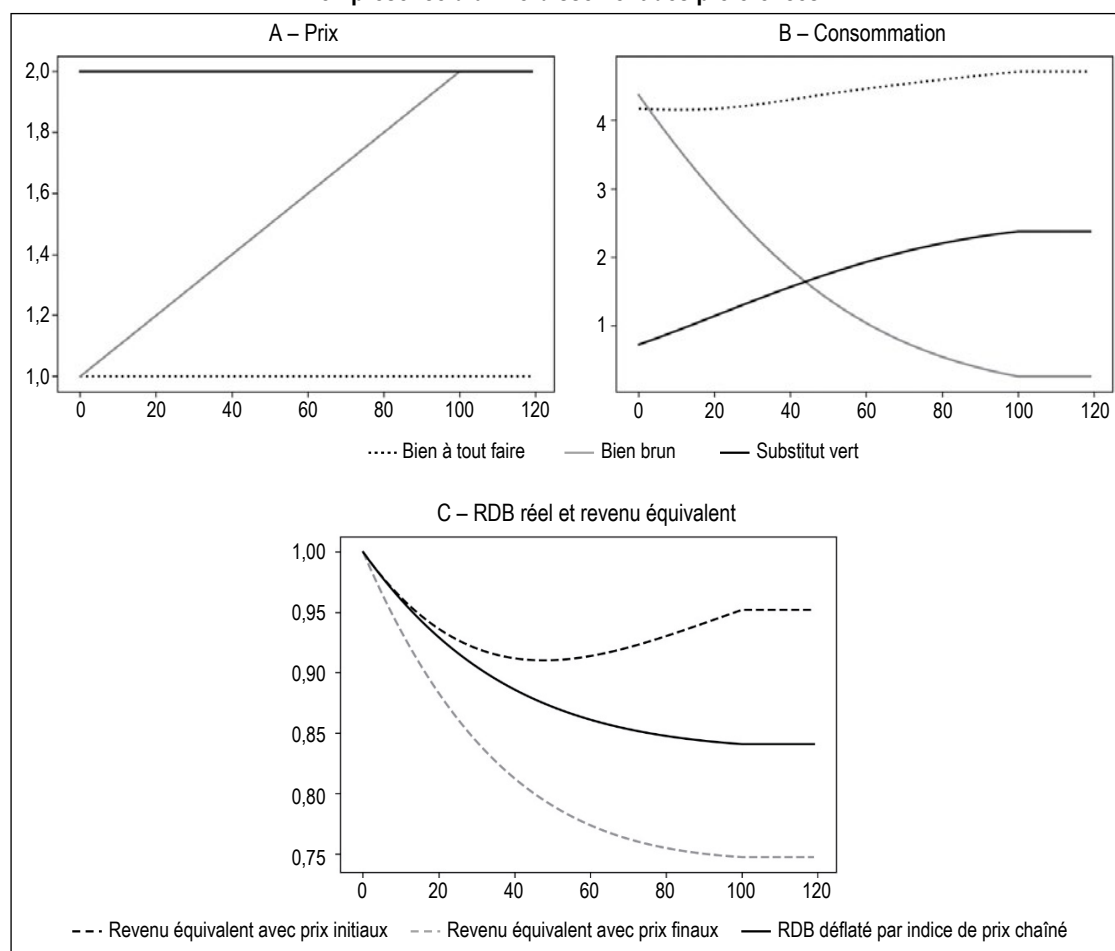 A – Prix
2,0
1,8
1,6
1,4
1,2
1,0
0 20 40 60 80 100 120
B – Consommation
4
3
2
1
0 20 40 60 80 100 120
Bien à tout faire Bien brun Substitut vert
C – RDB réel et revenu équivalent
1,00
0,95
0,90
0,85
0,80
0,75
0 20 40 60 80 100 120
Revenu équivalent avec prix initiaux Revenu équivalent avec prix finaux RDB déflaté par indice de prix chaîné